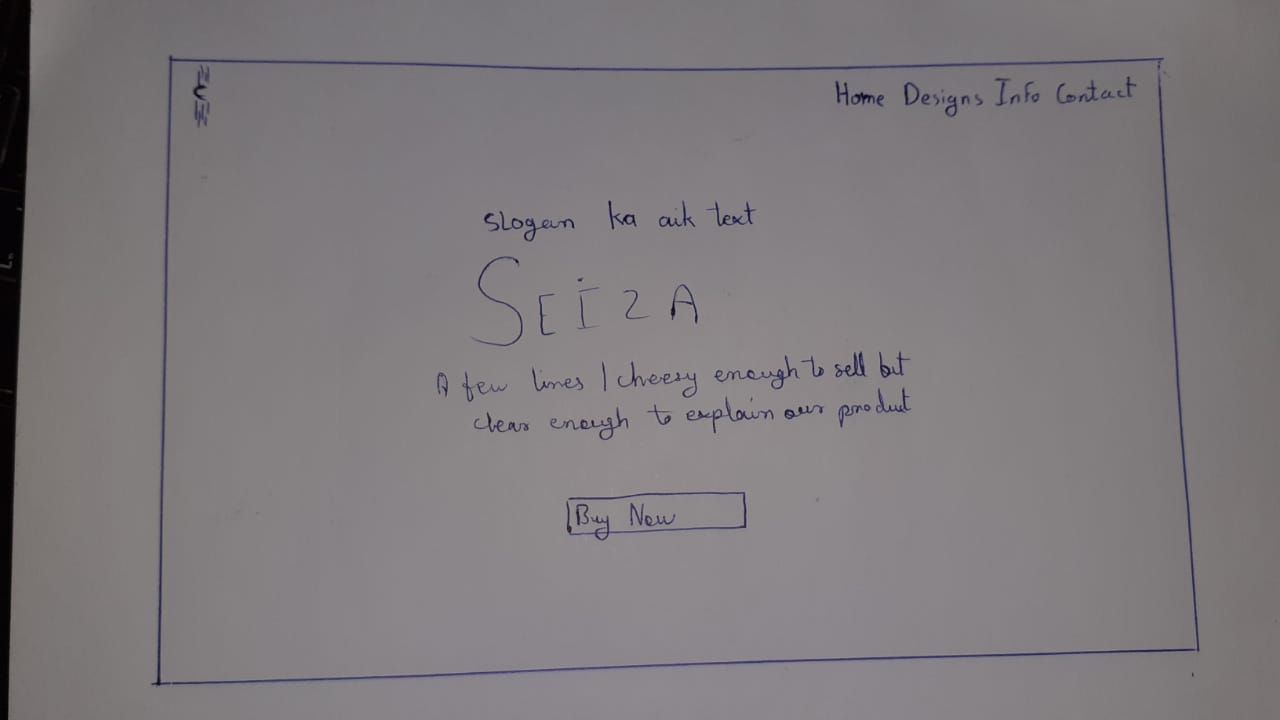 Home Designs Info Contact
Slogan ka aik text
SEIZA
A few lines / cheesy enough to sell but
clear enough to explain our product
Buy Now